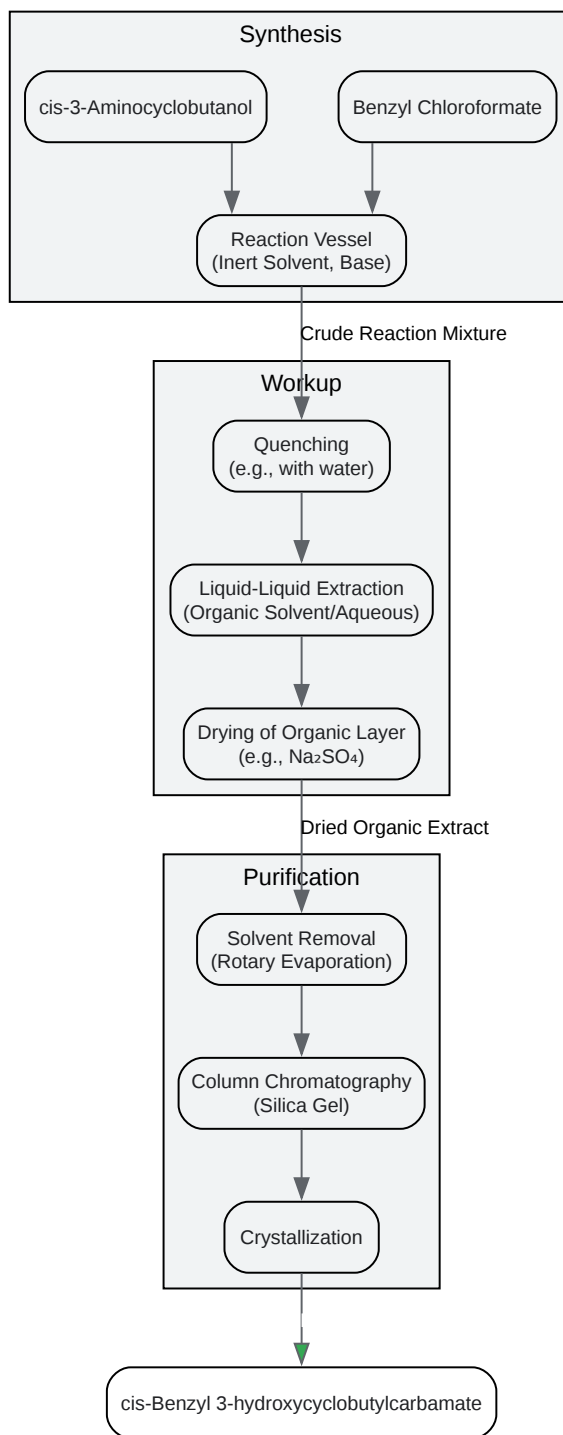 Synthesis
cis-3-Aminocyclobutanol
Benzyl Chloroformate
Reaction Vessel
(Inert Solvent, Base)
Crude Reaction Mixture
Workup
Quenching
(e.g., with water)
Liquid-Liquid Extraction
(Organic Solvent/Aqueous)
Drying of Organic Layer
(e.g., Na₂SO₄)
Dried Organic Extract
Purification
Solvent Removal
(Rotary Evaporation)
Column Chromatography
(Silica Gel)
Crystallization
cis-Benzyl 3-hydroxycyclobutylcarbamate